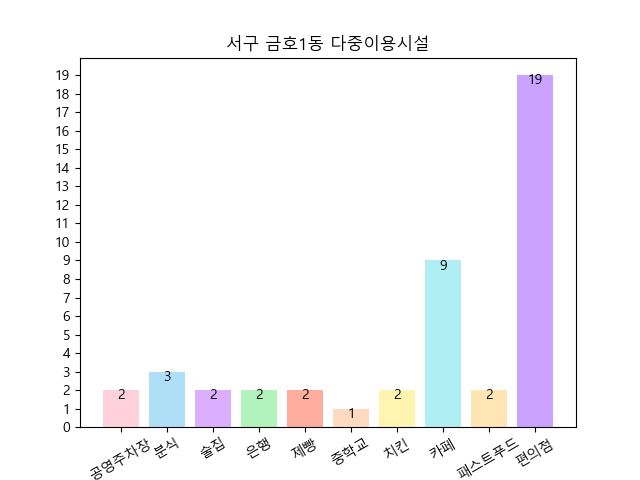 서구 금호1동 다중이용시설
19
18
17
16
15
14
13
12
11
10
9
8
7
6
5
4
3
2
1
0
2
3
2
2
2
1
2
9
2
19
공영주차장
분식
술집
은행
제빵
중학교
치킨
카페
패스트푸드
편의점